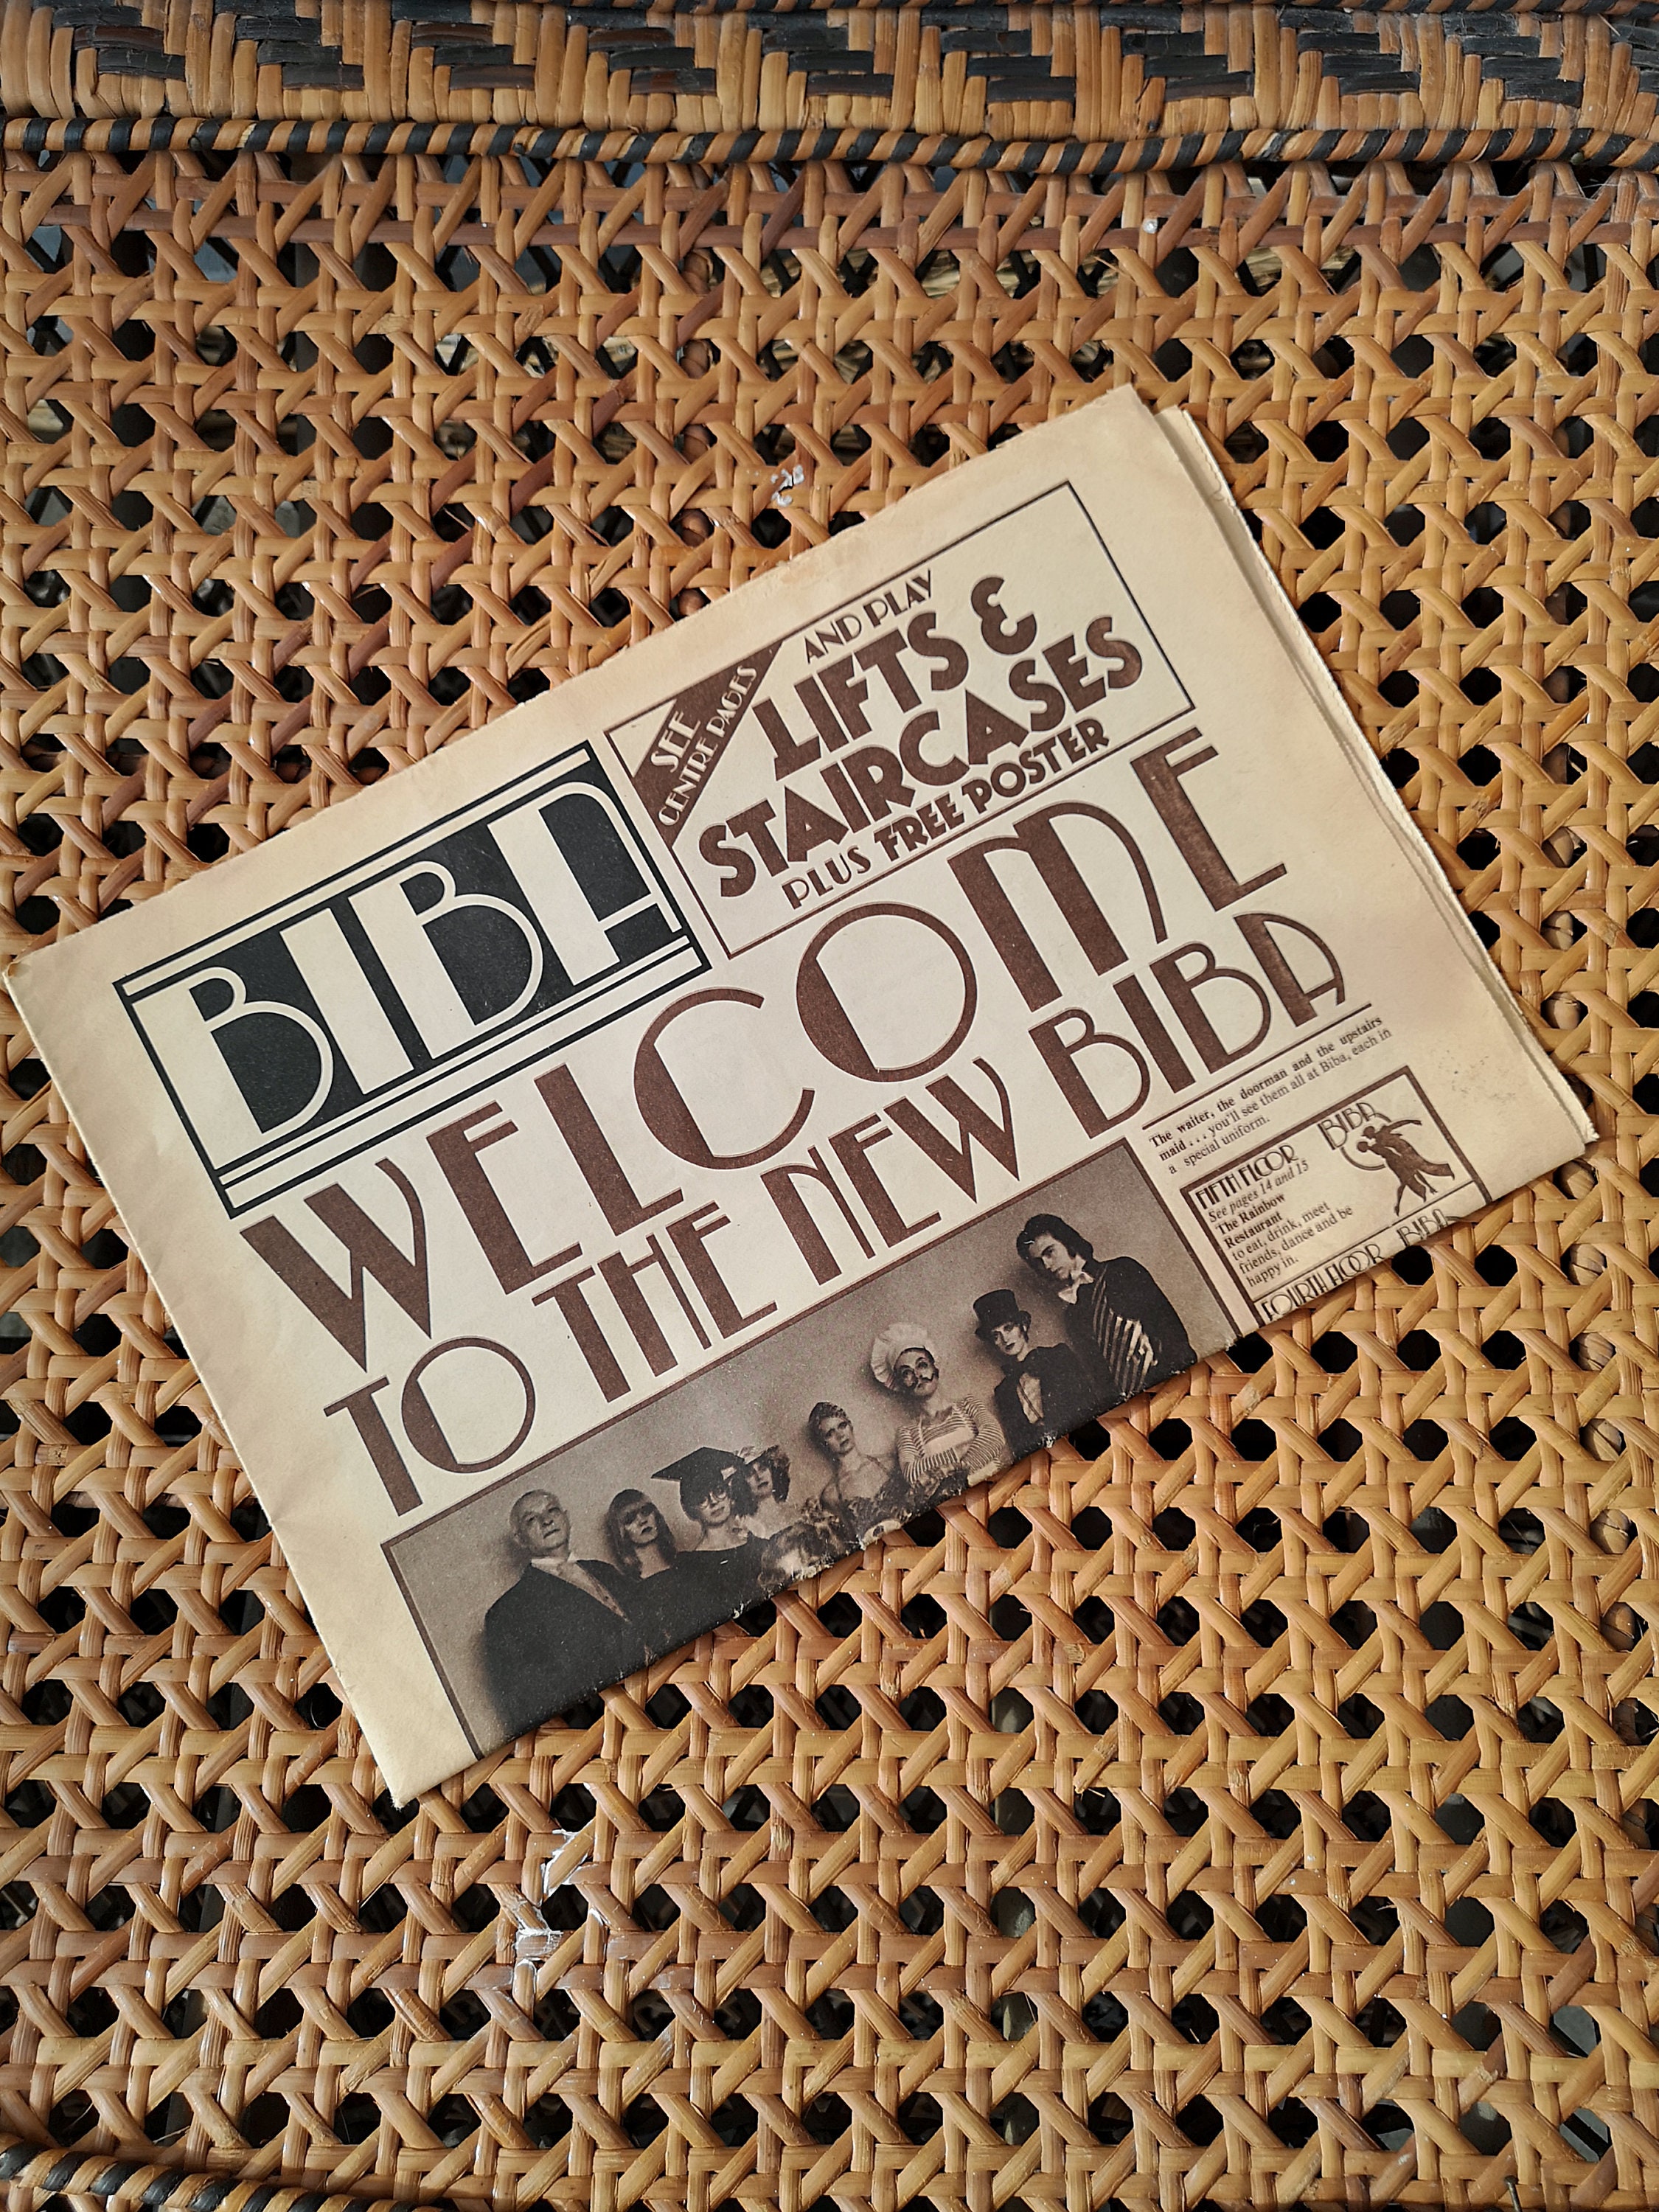 BIBA
SEE
CENTRE PAGES
AND PLAY
LIFTS &
STAIRCASES
PLUS FREE POSTER
WELCOME
TO THE NEW BIBA
The waiter, the doorman and the upstairs
maid . . . you'll see them all at Biba, each in
a special uniform.
FIFTH FLOOR
See pages 14 and 15
The Rainbow
Restaurant
to eat, drink, meet
friends, dance and be
happy in.
BIBA
FOURTH FLOOR BIBA